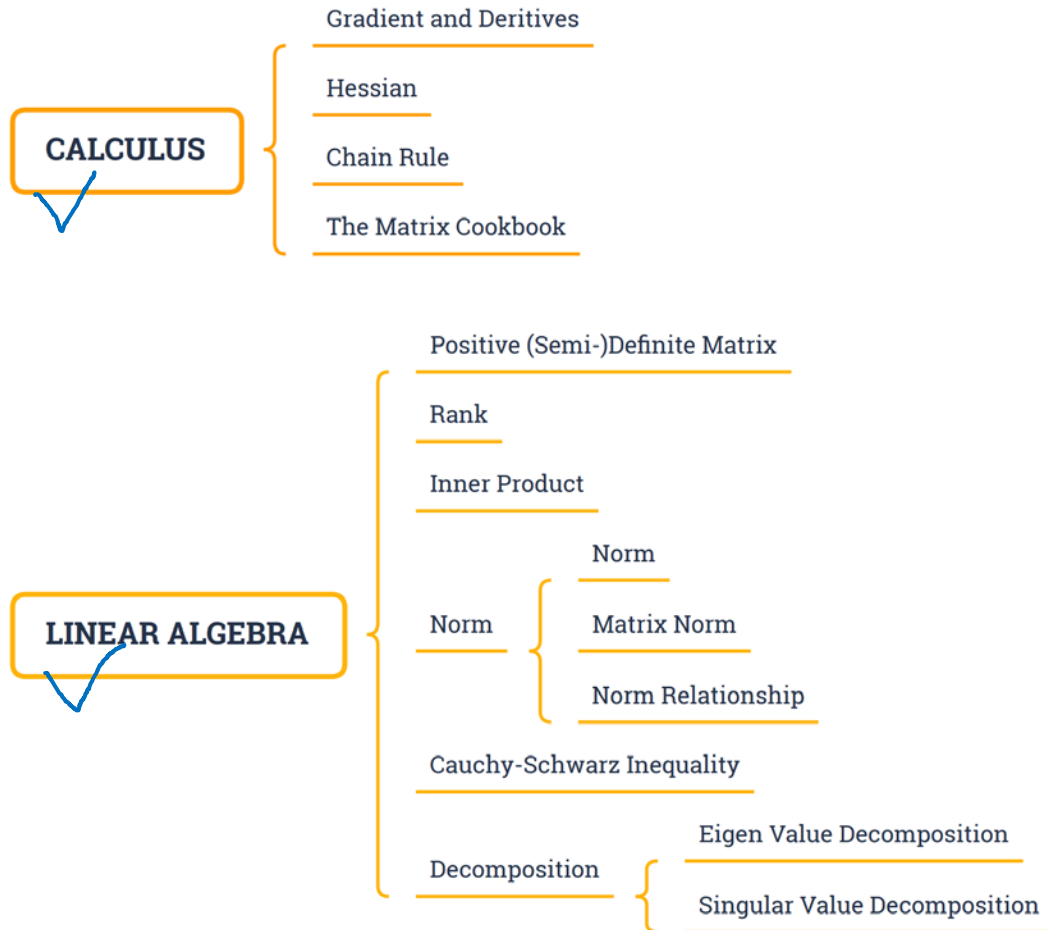 CALCULUS
Gradient and Deritives
Hessian
Chain Rule
The Matrix Cookbook
LINEAR ALGEBRA
Positive (Semi-)Definite Matrix
Rank
Inner Product
Norm
Norm
Matrix Norm
Norm Relationship
Cauchy-Schwarz Inequality
Decomposition
Eigen Value Decomposition
Singular Value Decomposition